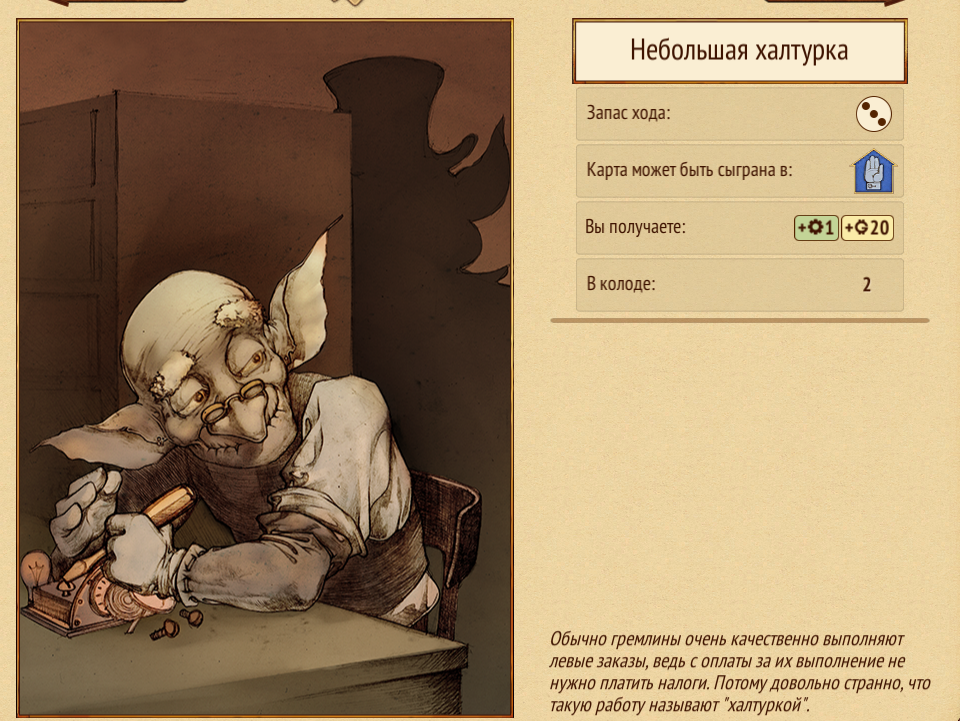 Небольшая халтурка
Запас хода:
Карта может быть сыграна в:
Вы получаете: +1 +20
В колоде: 2
Обычно гремлины очень качественно выполняют
левые заказы, ведь с оплаты за их выполнение не
нужно платить налоги. Потому довольно странно, что
такую работу называют "халтуркой".